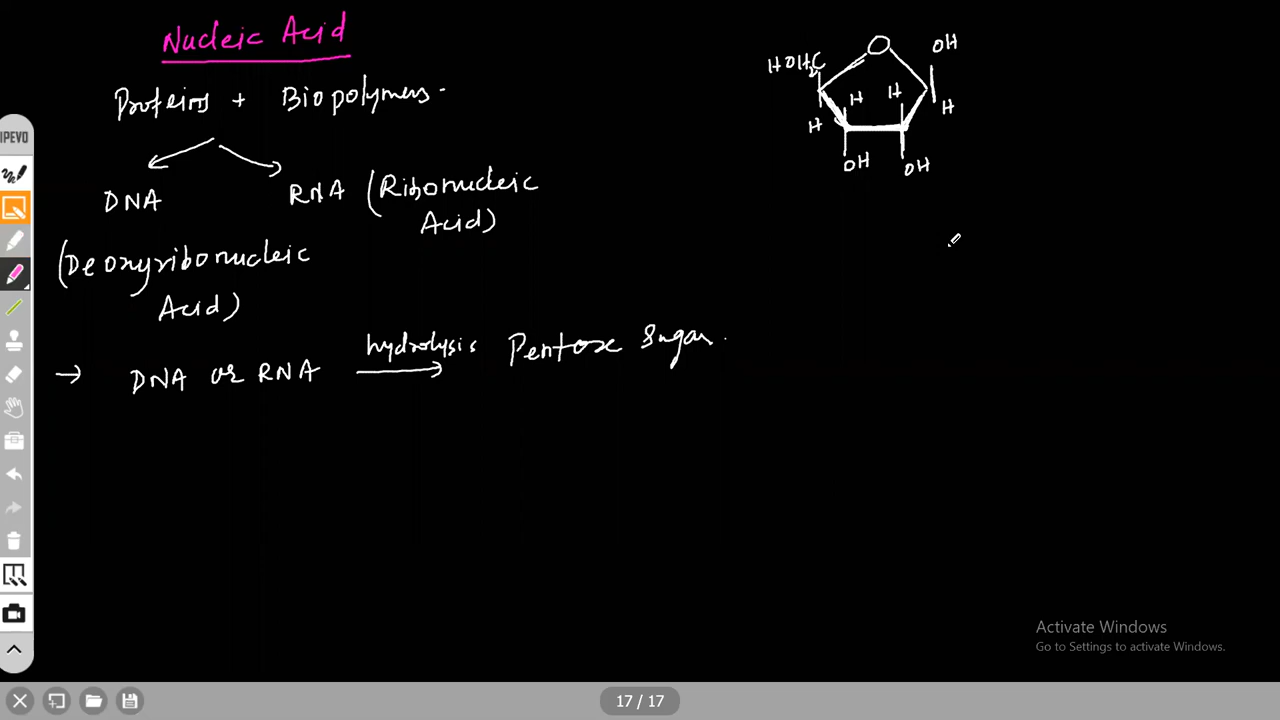 Nucleic Acid
Proteins + Biopolymers.
DNA
RNA (Ribonucleic
Acid)
(Deoxyribonucleic
Acid)
→ DNA or RNA hydrolysis → Pentose Sugar.
O
HOH₂C
OH
H
H
H
H
OH
OH
IPEVO
Activate Windows
Go to Settings to activate Windows.
17 / 17